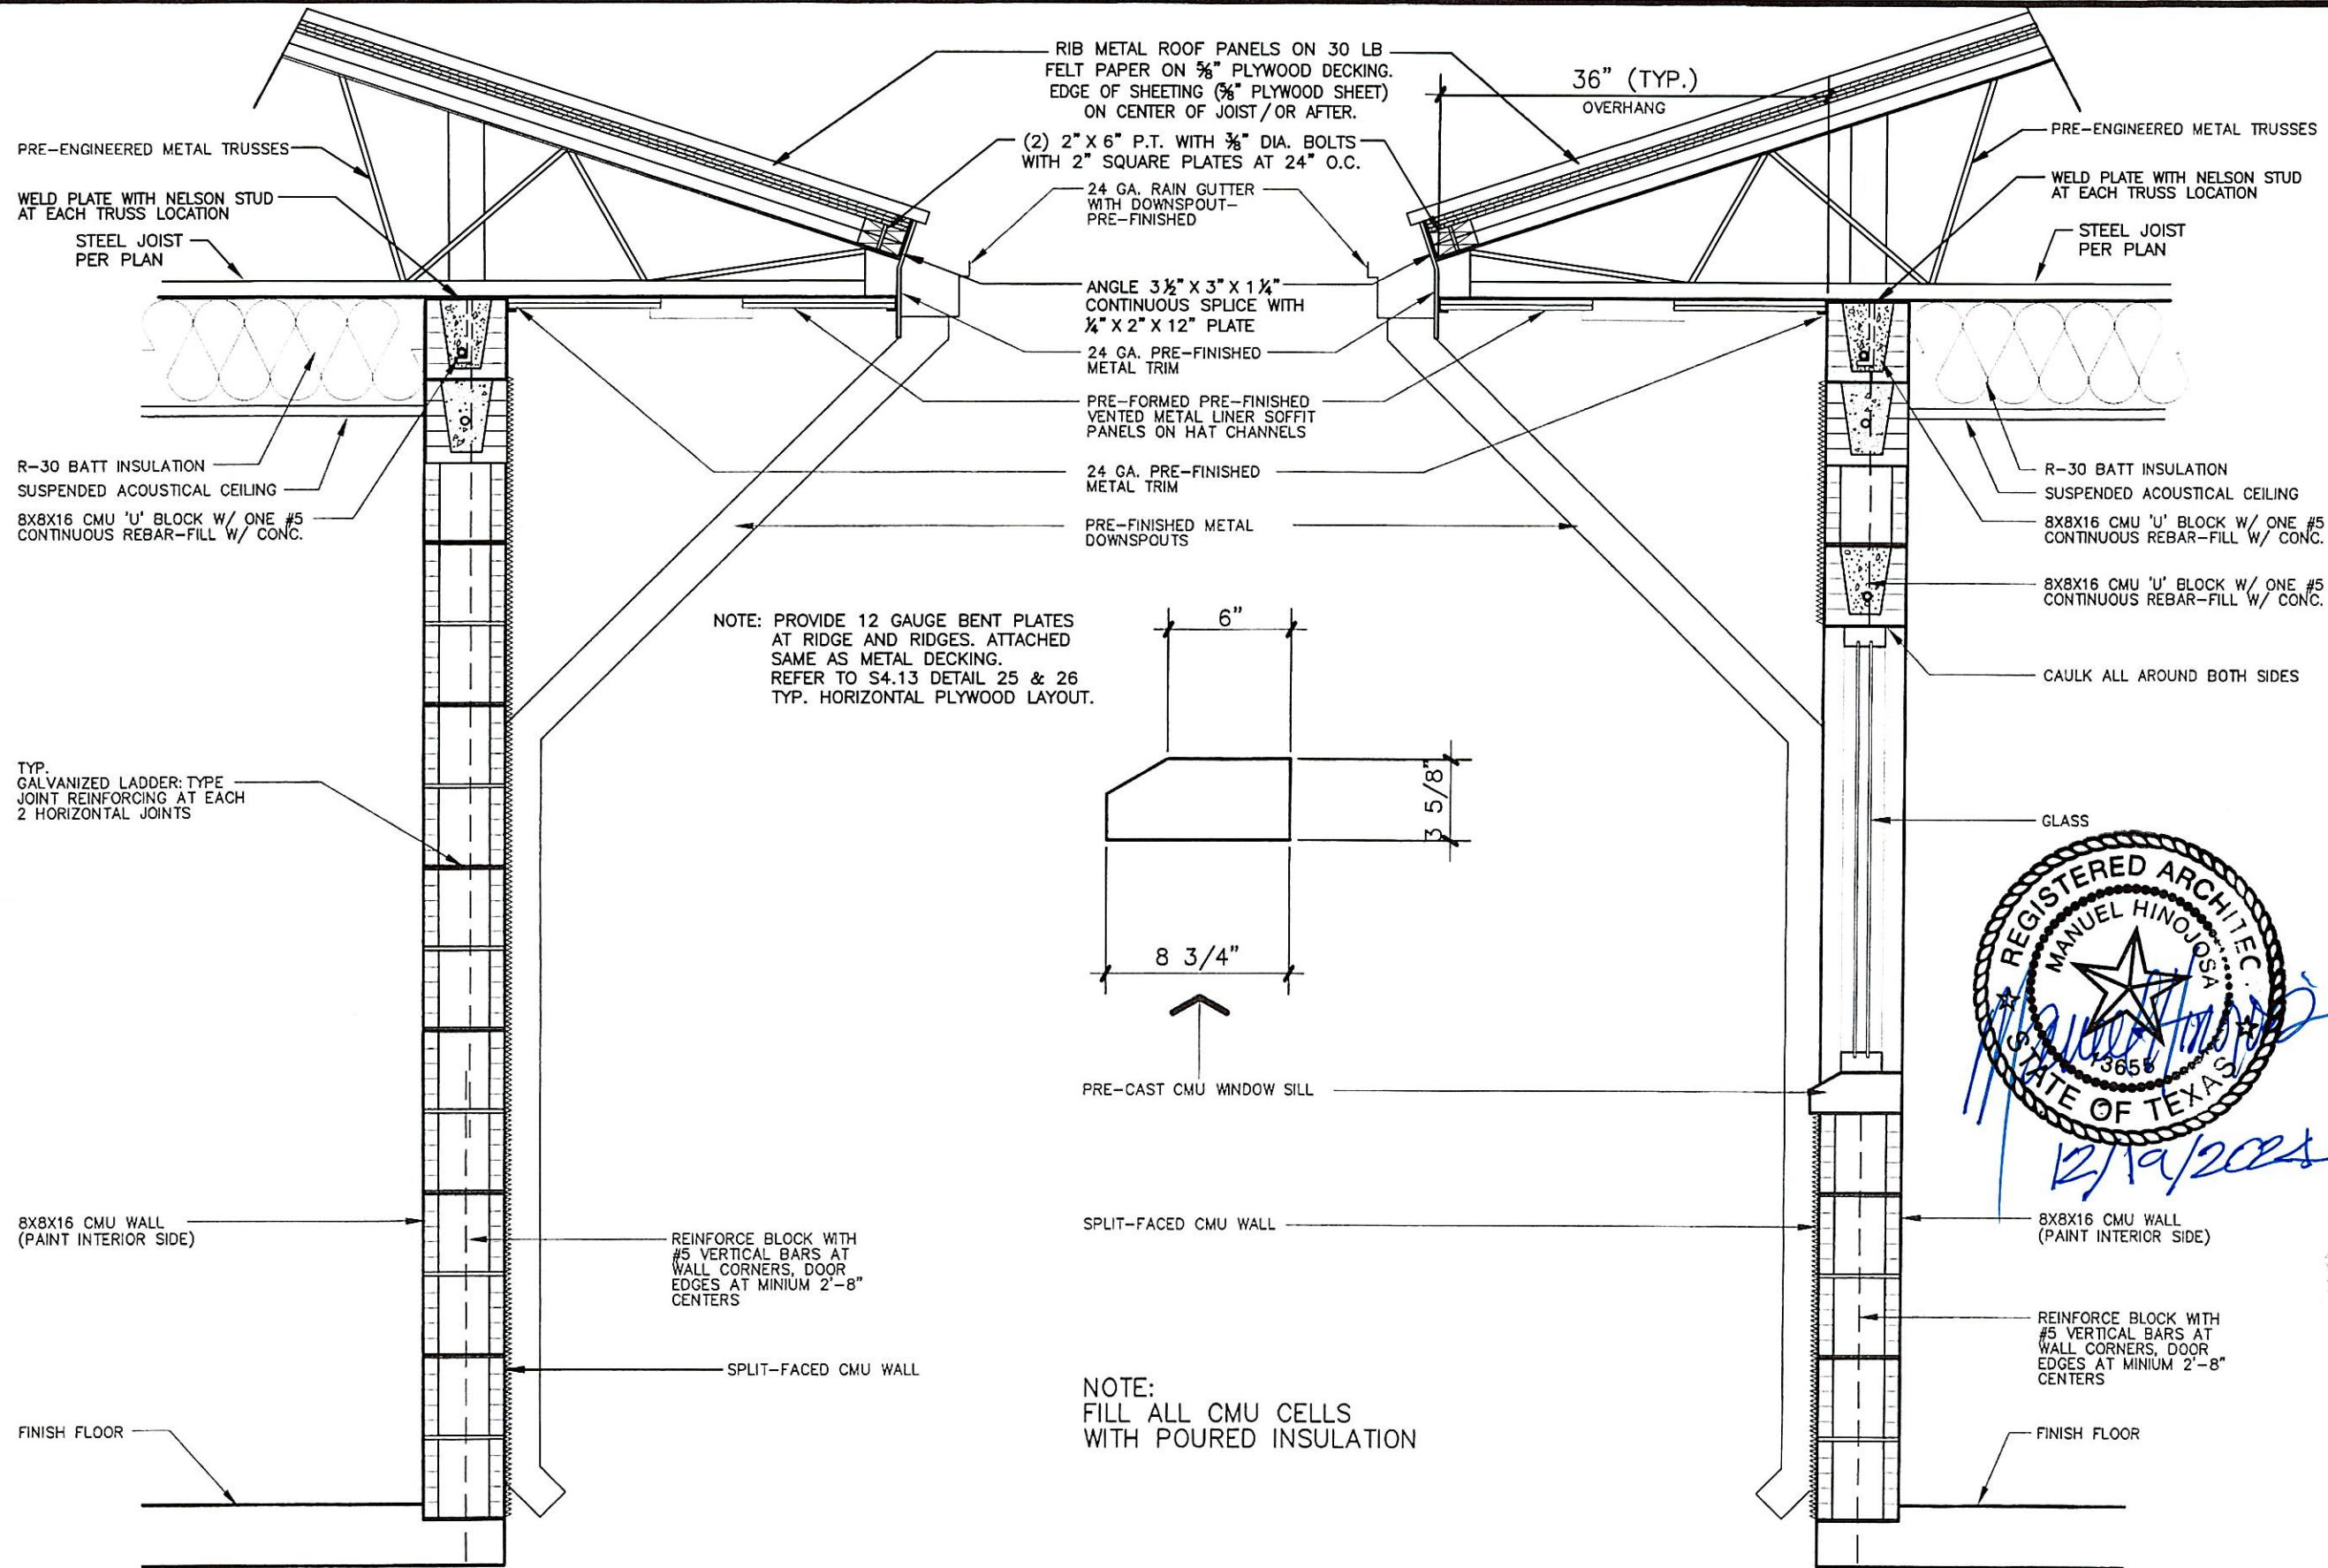 RIB METAL ROOF PANELS ON 30 LB
FELT PAPER ON ⅝" PLYWOOD DECKING.
EDGE OF SHEETING (⅝" PLYWOOD SHEET)
ON CENTER OF JOIST/OR AFTER.
(2) 2" X 6" P.T. WITH ⅜" DIA. BOLTS
WITH 2" SQUARE PLATES AT 24" O.C.
24 GA. RAIN GUTTER
WITH DOWNSPOUT-
PRE-FINISHED
ANGLE 3½" X 3" X 1¼"
CONTINUOUS SPLICE WITH
¼" X 2" X 12" PLATE
24 GA. PRE-FINISHED
METAL TRIM
PRE-FORMED PRE-FINISHED
VENTED METAL LINER SOFFIT
PANELS ON HAT CHANNELS
24 GA. PRE-FINISHED
METAL TRIM
PRE-FINISHED METAL
DOWNSPOUTS
36" (TYP.)
OVERHANG
PRE-ENGINEERED METAL TRUSSES
WELD PLATE WITH NELSON STUD
AT EACH TRUSS LOCATION
STEEL JOIST
PER PLAN
R-30 BATT INSULATION
SUSPENDED ACOUSTICAL CEILING
8X8X16 CMU 'U' BLOCK W/ ONE #5
CONTINUOUS REBAR-FILL W/ CONC.
TYP.
GALVANIZED LADDER: TYPE
JOINT REINFORCING AT EACH
2 HORIZONTAL JOINTS
8X8X16 CMU WALL
(PAINT INTERIOR SIDE)
FINISH FLOOR
REINFORCE BLOCK WITH
#5 VERTICAL BARS AT
WALL CORNERS, DOOR
EDGES AT MINIUM 2'-8"
CENTERS
SPLIT-FACED CMU WALL
NOTE: PROVIDE 12 GAUGE BENT PLATES
AT RIDGE AND RIDGES. ATTACHED
SAME AS METAL DECKING.
REFER TO S4.13 DETAIL 25 & 26
TYP. HORIZONTAL PLYWOOD LAYOUT.
6"
3 5/8"
8 3/4"
PRE-CAST CMU WINDOW SILL
SPLIT-FACED CMU WALL
NOTE:
FILL ALL CMU CELLS
WITH POURED INSULATION
PRE-ENGINEERED METAL TRUSSES
WELD PLATE WITH NELSON STUD
AT EACH TRUSS LOCATION
STEEL JOIST
PER PLAN
R-30 BATT INSULATION
SUSPENDED ACOUSTICAL CEILING
8X8X16 CMU 'U' BLOCK W/ ONE #5
CONTINUOUS REBAR-FILL W/ CONC.
8X8X16 CMU 'U' BLOCK W/ ONE #5
CONTINUOUS REBAR-FILL W/ CONC.
CAULK ALL AROUND BOTH SIDES
GLASS
REGISTERED ARCHITEC
MANUEL HINOJOSA
13655
STATE OF TEXAS
8X8X16 CMU WALL
(PAINT INTERIOR SIDE)
REINFORCE BLOCK WITH
#5 VERTICAL BARS AT
WALL CORNERS, DOOR
EDGES AT MINIUM 2'-8"
CENTERS
FINISH FLOOR